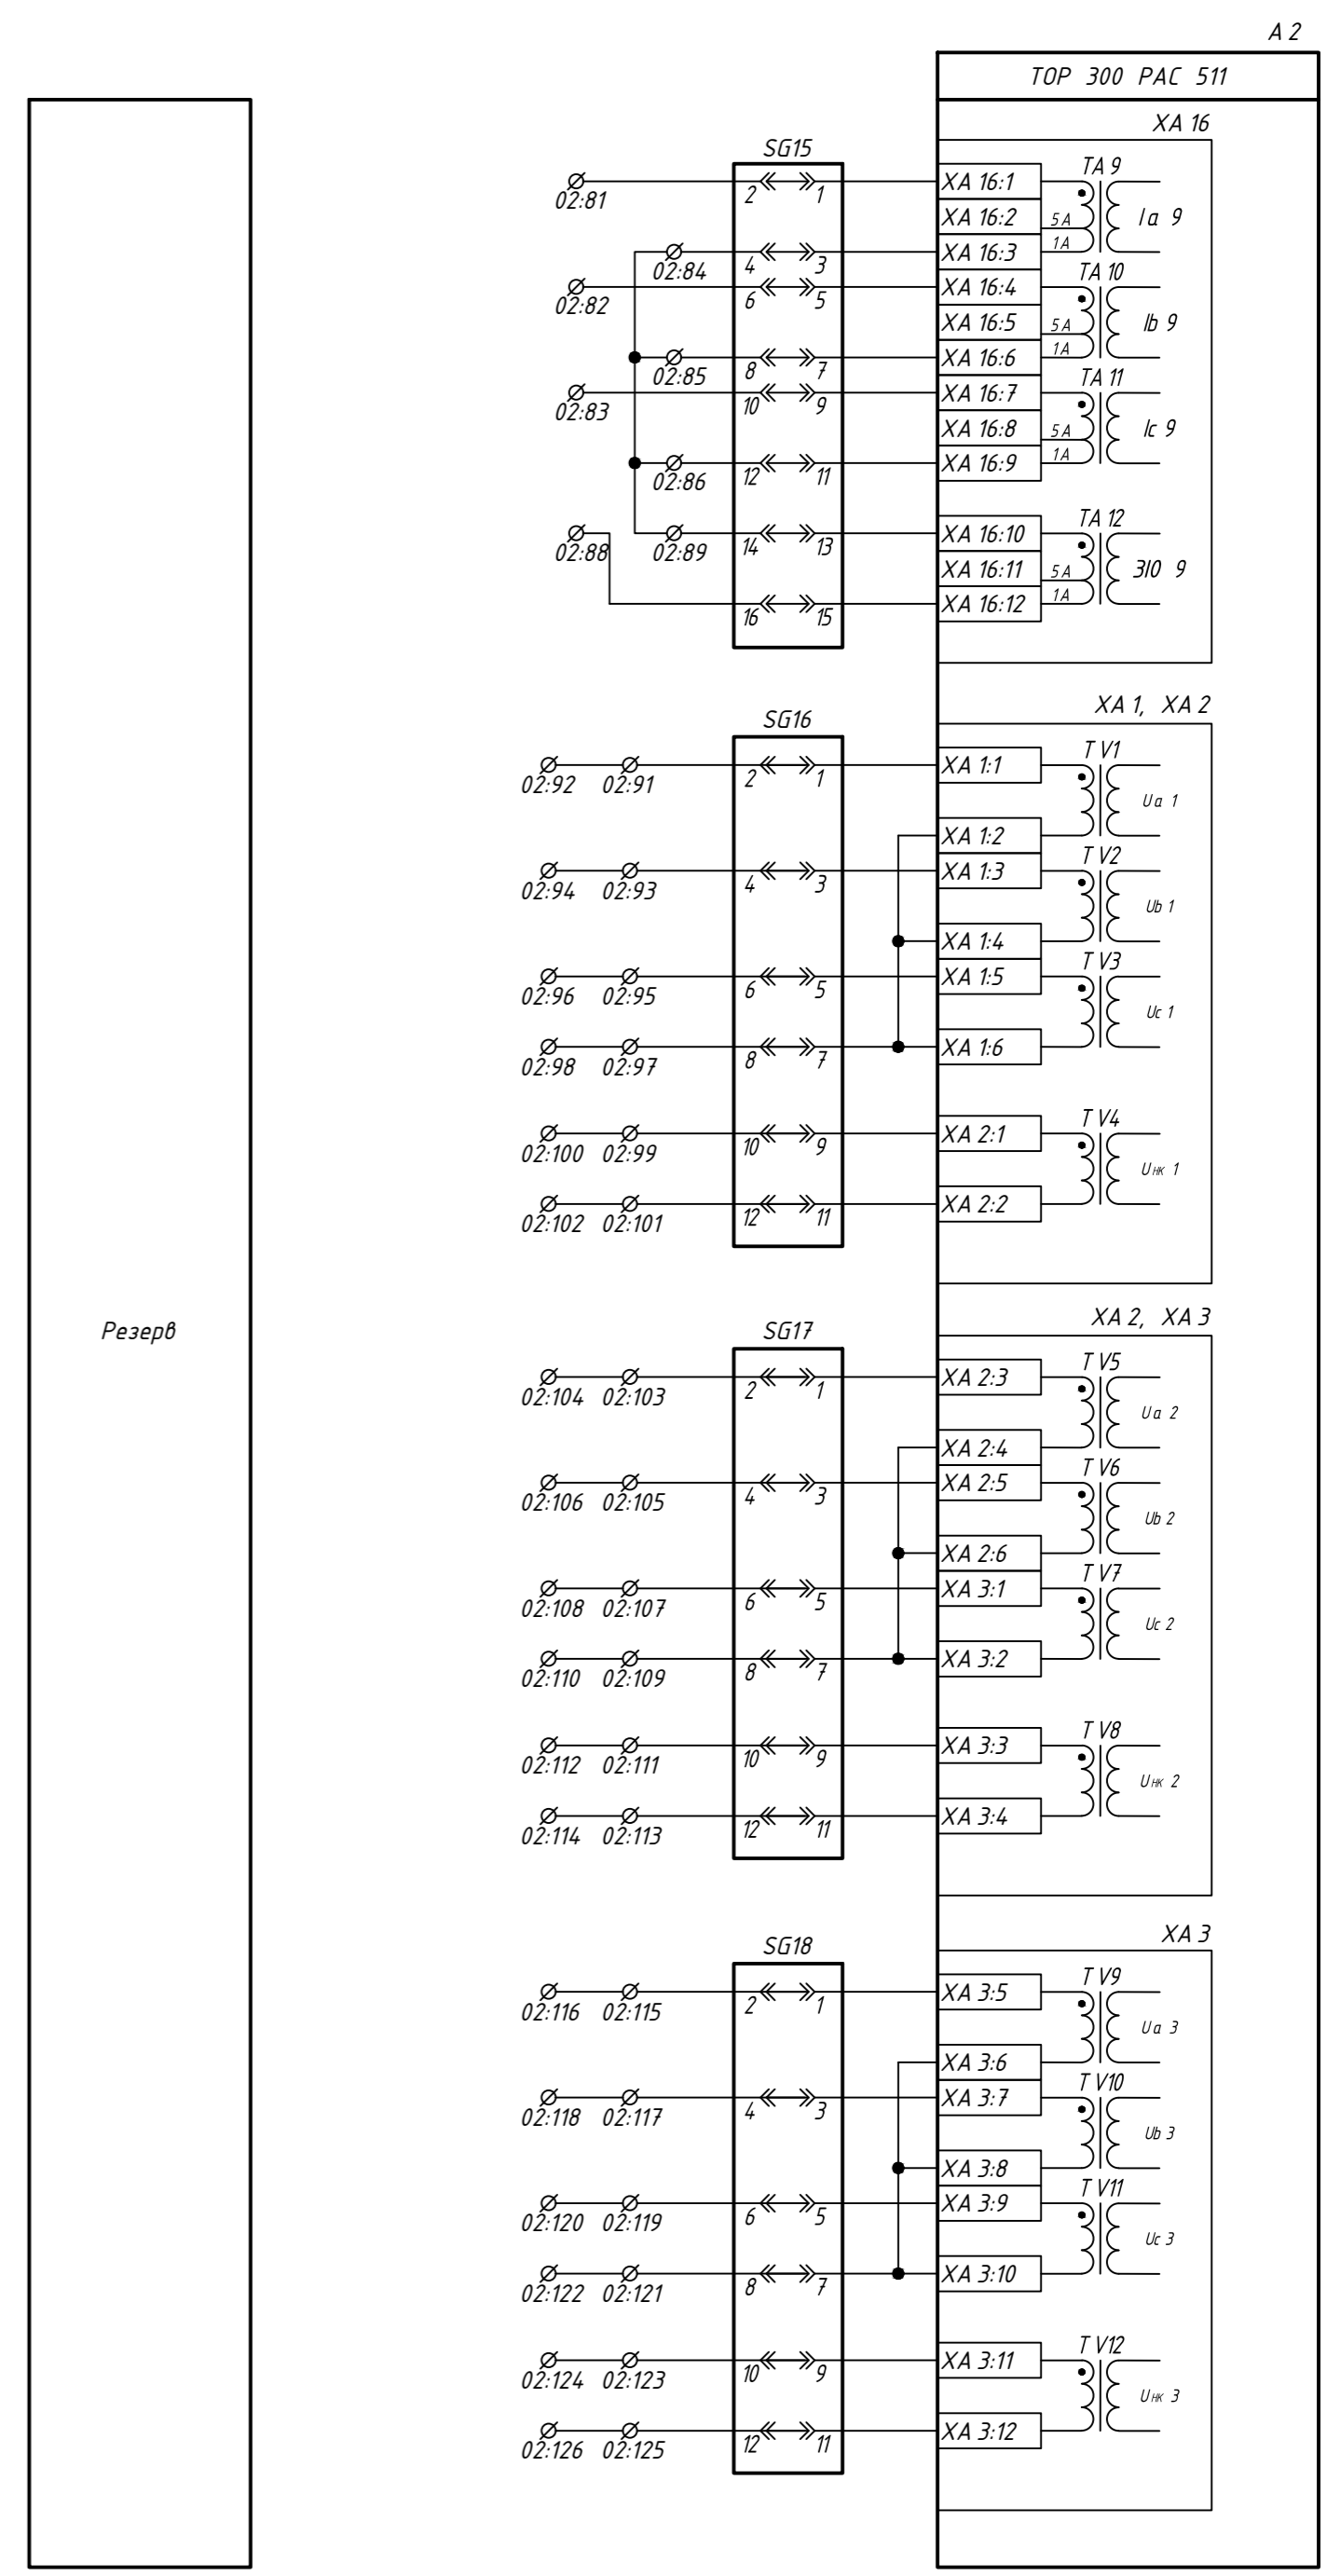 A 2
ТОР 300 РАС 511
XA 16
SG15
TA 9
02:81
2
1
XA 16:1
XA 16:2
5 A
Ia 9
02:84
4
3
XA 16:3
1A
TA 10
02:82
6
5
XA 16:4
XA 16:5
5 A
Ib 9
02:85
8
7
XA 16:6
1A
TA 11
02:83
10
9
XA 16:7
XA 16:8
5 A
Ic 9
02:86
12
11
XA 16:9
1A
TA 12
02:88
02:89
14
13
XA 16:10
XA 16:11
5 A
3I0 9
16
15
XA 16:12
1A
XA 1, XA 2
SG16
T V1
02:92
02:91
2
1
XA 1:1
Ua 1
XA 1:2
T V2
02:94
02:93
4
3
XA 1:3
Ub 1
XA 1:4
T V3
02:96
02:95
6
5
XA 1:5
Uc 1
02:98
02:97
8
7
XA 1:6
T V4
02:100
02:99
10
9
XA 2:1
Uнк 1
02:102
02:101
12
11
XA 2:2
Резерв
XA 2, XA 3
SG17
T V5
02:104
02:103
2
1
XA 2:3
Ua 2
XA 2:4
T V6
02:106
02:105
4
3
XA 2:5
Ub 2
XA 2:6
T V7
02:108
02:107
6
5
XA 3:1
Uc 2
02:110
02:109
8
7
XA 3:2
T V8
02:112
02:111
10
9
XA 3:3
Uнк 2
02:114
02:113
12
11
XA 3:4
XA 3
SG18
T V9
02:116
02:115
2
1
XA 3:5
Ua 3
XA 3:6
T V10
02:118
02:117
4
3
XA 3:7
Ub 3
XA 3:8
T V11
02:120
02:119
6
5
XA 3:9
Uc 3
02:122
02:121
8
7
XA 3:10
T V12
02:124
02:123
10
9
XA 3:11
Uнк 3
02:126
02:125
12
11
XA 3:12